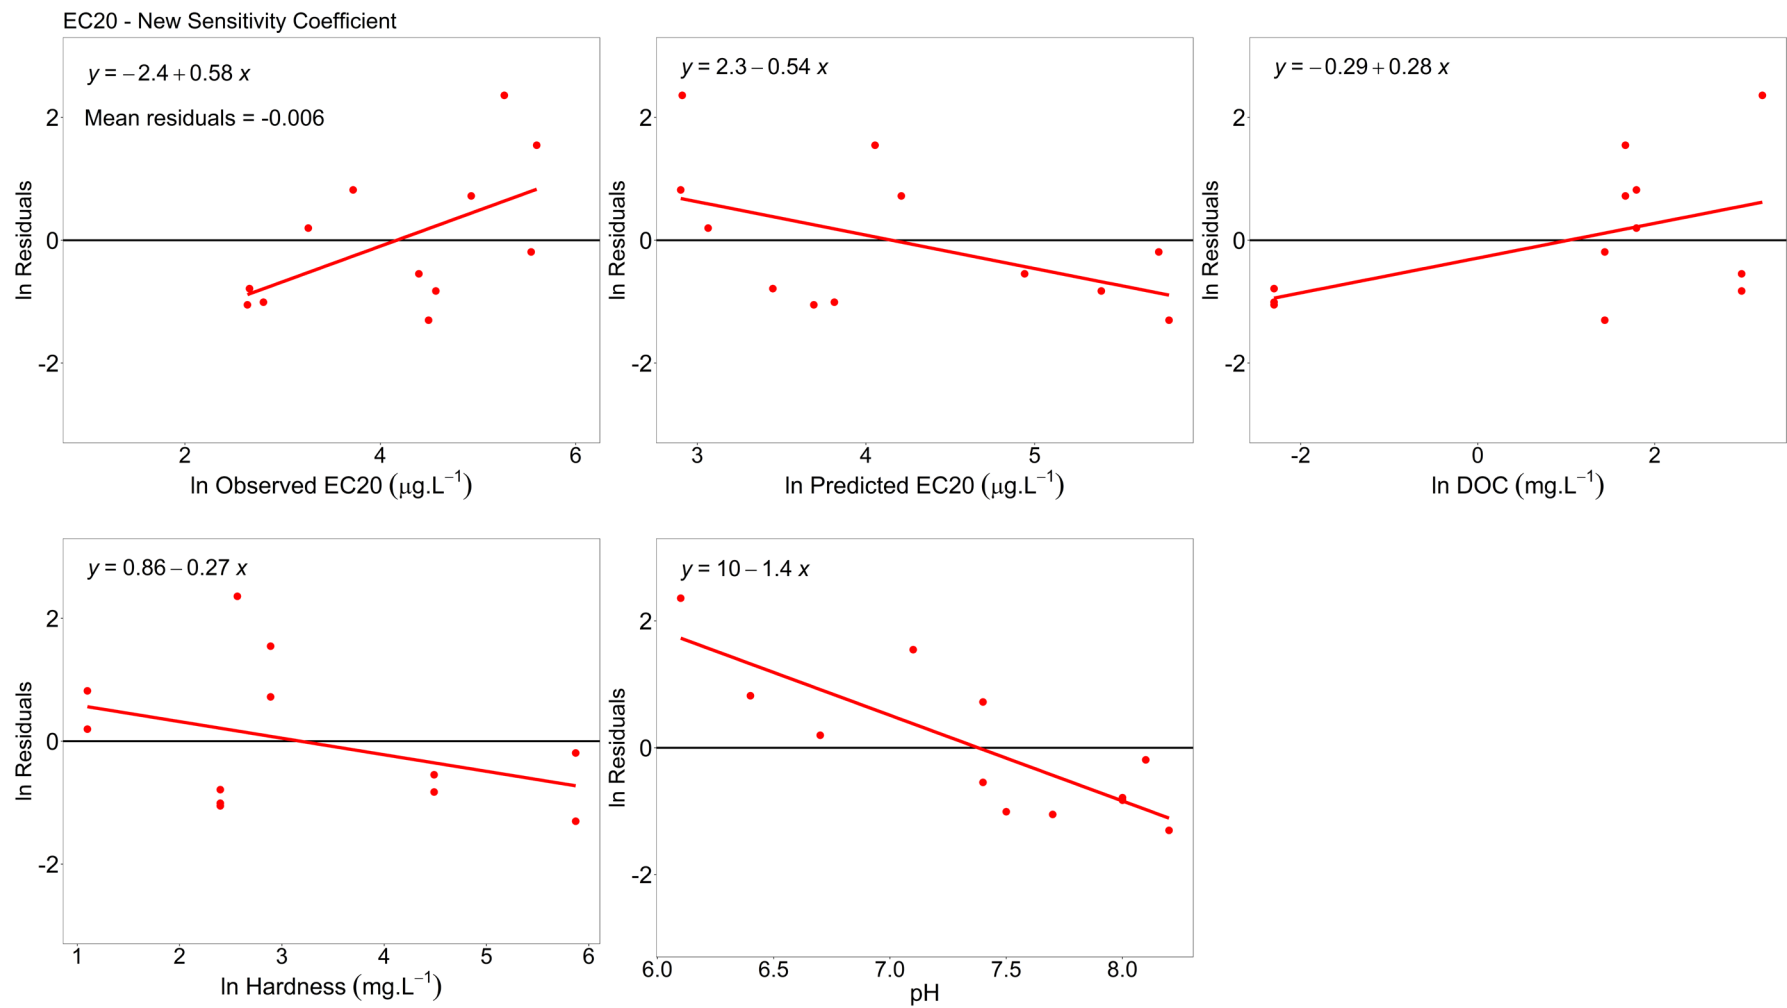 EC20 - New Sensitivity Coefficient
y = −2.4 + 0.58 x
Mean residuals = -0.006
2
0
-2
ln Residuals
2
4
6
ln Observed EC20 (μg.L⁻¹)
y = 2.3 − 0.54 x
2
0
-2
ln Residuals
3
4
5
ln Predicted EC20 (μg.L⁻¹)
y = −0.29 + 0.28 x
2
0
-2
ln Residuals
-2
0
2
ln DOC (mg.L⁻¹)
y = 0.86 − 0.27 x
2
0
-2
ln Residuals
1
2
3
4
5
6
ln Hardness (mg.L⁻¹)
y = 10 − 1.4 x
2
0
-2
ln Residuals
6.0
6.5
7.0
7.5
8.0
pH